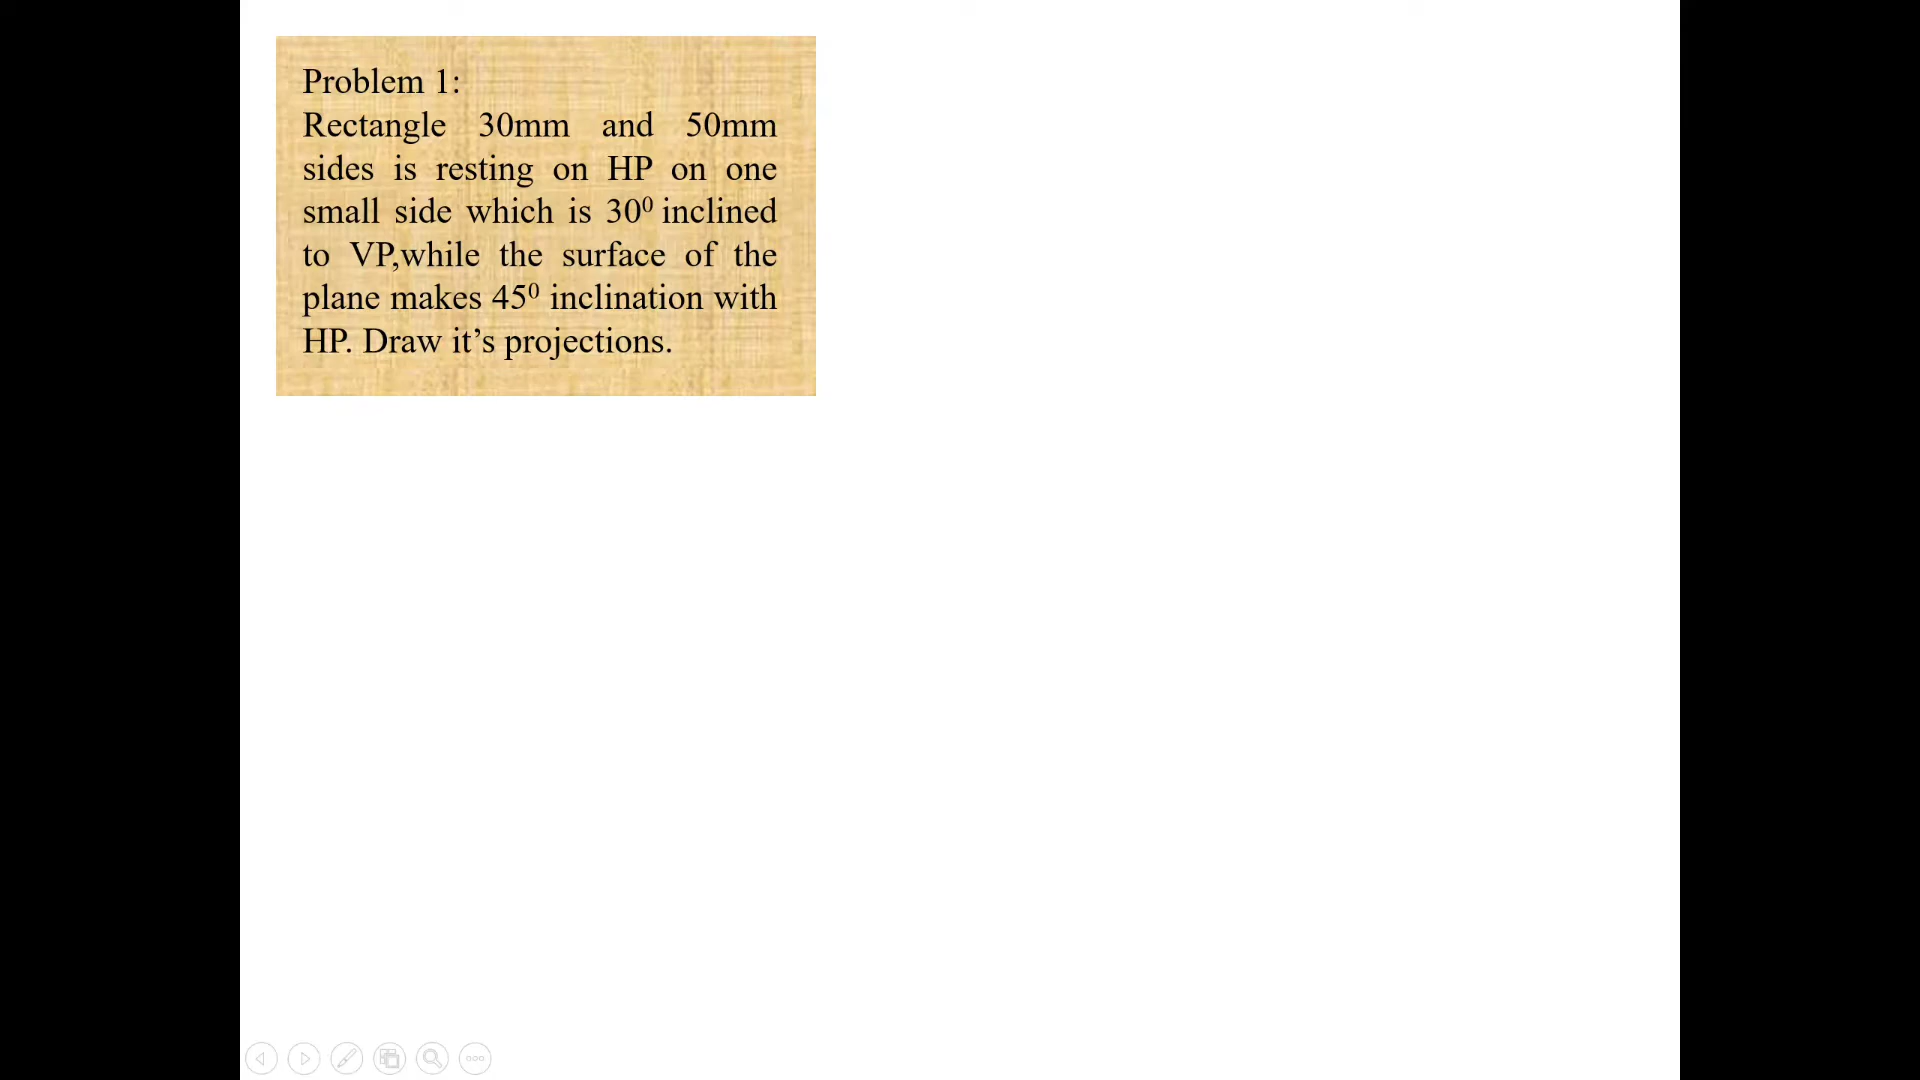 Problem 1:
Rectangle 30mm and 50mm
sides is resting on HP on one
small side which is 30⁰ inclined
to VP,while the surface of the
plane makes 45⁰ inclination with
HP. Draw it’s projections.